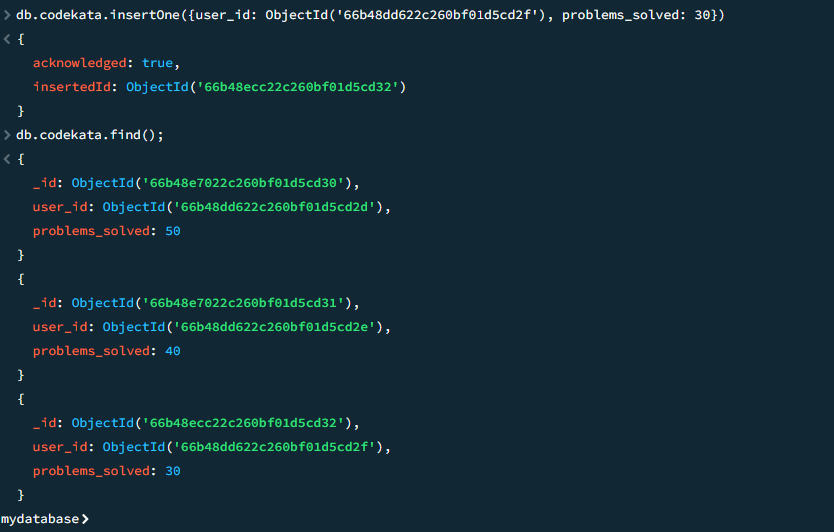 > db.codekata.insertOne({user_id: ObjectId('66b48dd622c260bf01d5cd2f'), problems_solved: 30})
< {
acknowledged: true,
insertedId: ObjectId('66b48ecc22c260bf01d5cd32')
}
> db.codekata.find();
< {
_id: ObjectId('66b48e7022c260bf01d5cd30'),
user_id: ObjectId('66b48dd622c260bf01d5cd2d'),
problems_solved: 50
}
{
_id: ObjectId('66b48e7022c260bf01d5cd31'),
user_id: ObjectId('66b48dd622c260bf01d5cd2e'),
problems_solved: 40
}
{
_id: ObjectId('66b48ecc22c260bf01d5cd32'),
user_id: ObjectId('66b48dd622c260bf01d5cd2f'),
problems_solved: 30
}
mydatabase>